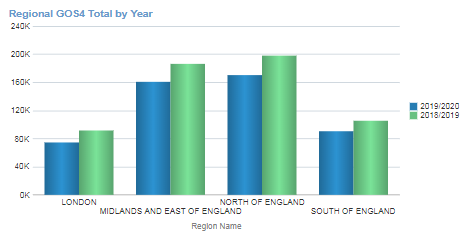 Regional GOS4 Total by Year
240K
200K
160K
120K
80K
40K
0K
2019/2020
2018/2019
LONDON
MIDLANDS AND EAST OF ENGLAND
NORTH OF ENGLAND
SOUTH OF ENGLAND
Region Name